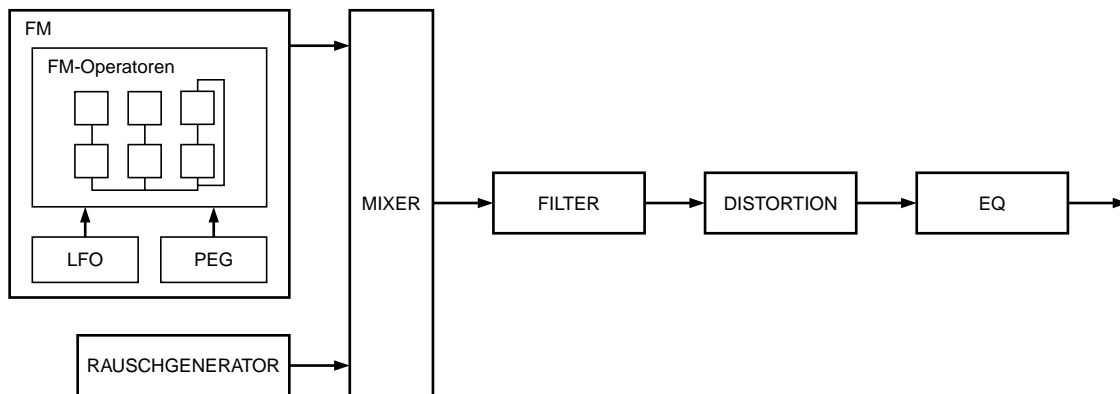 FM
FM-Operatoren
LFO
PEG
RAUSCHGENERATOR
MIXER
FILTER
DISTORTION
EQ